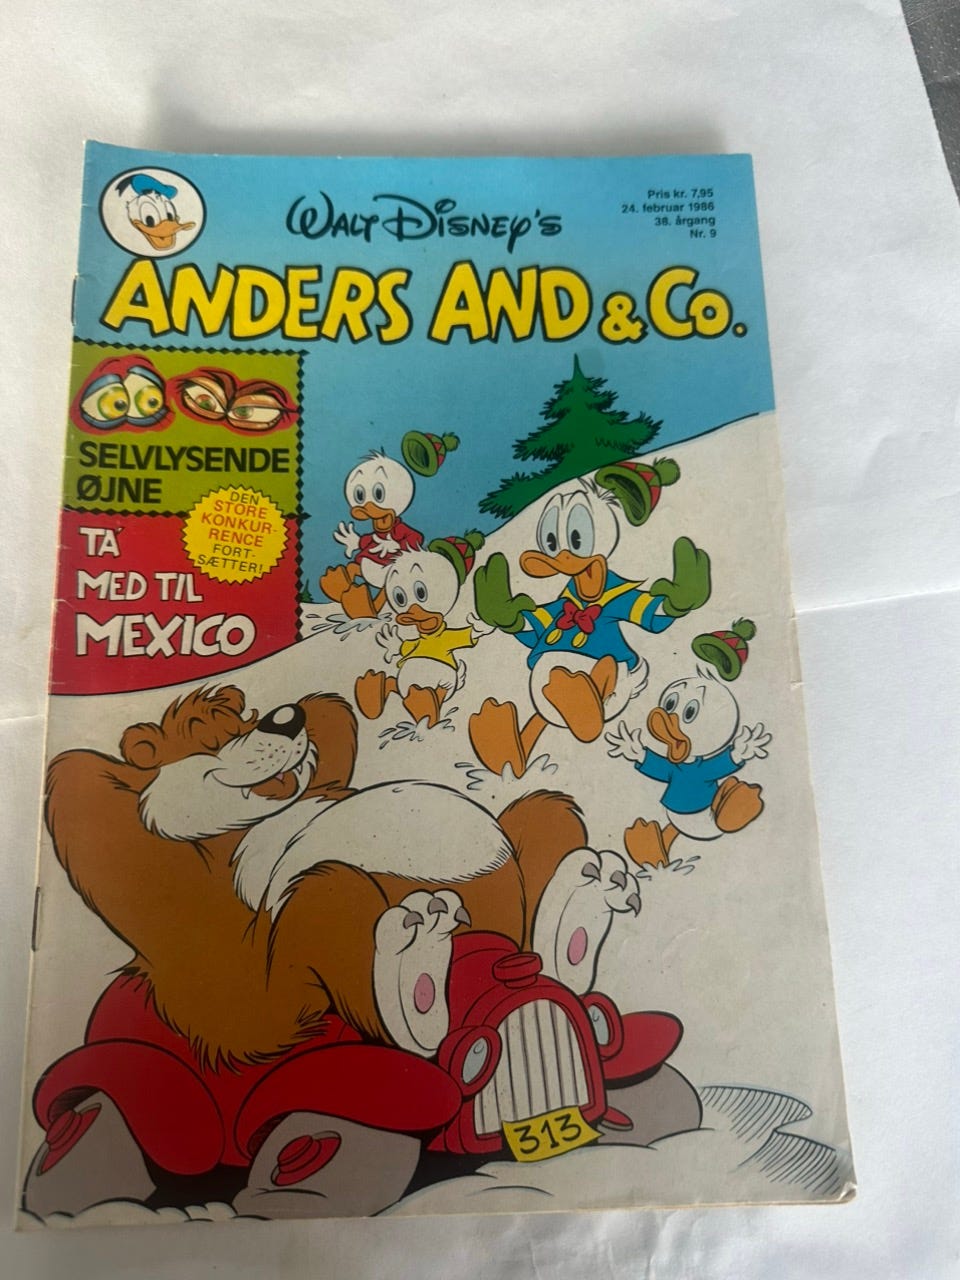 WALT DISNEY'S
Pris kr. 7,95
24. februar 1986
38. årgang
Nr. 9
ANDERS AND & Co.
SELVLYSENDE
ØJNE
DEN
STORE
KONKUR-
RENCE
FORT-
SÆTTER!
TA'
MED TIL
MEXICO
313